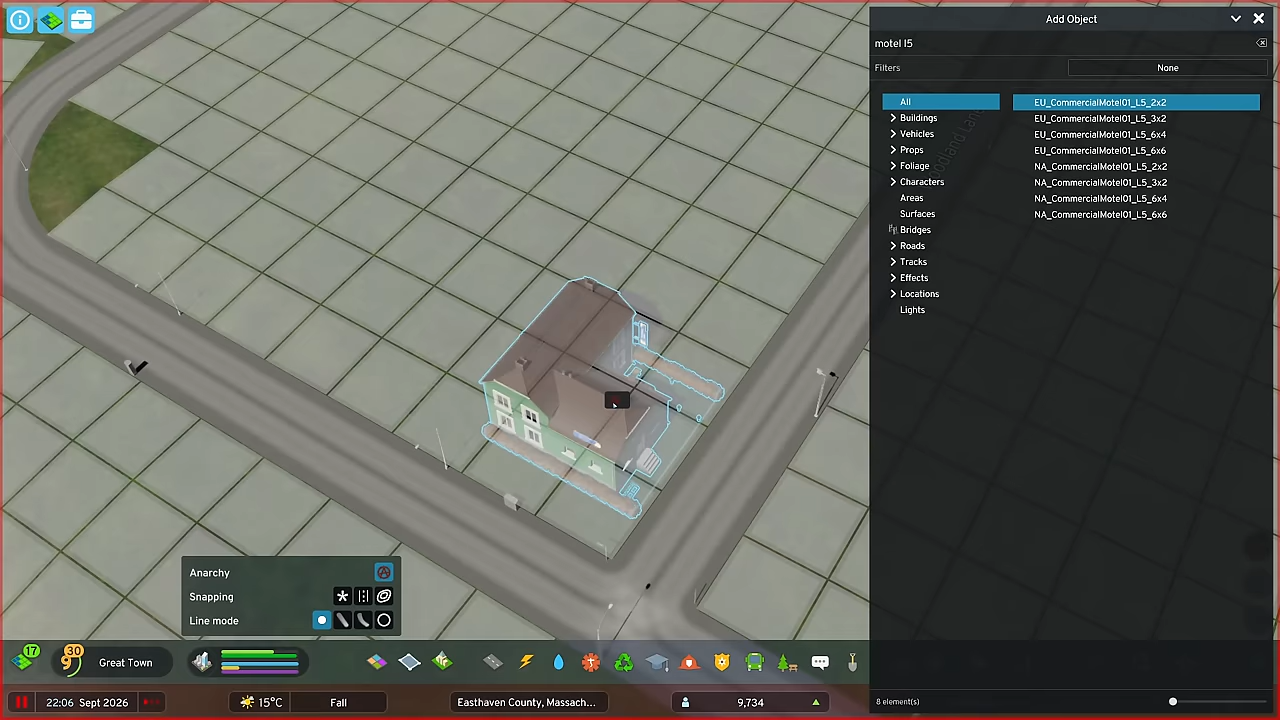 Add Object
motel l5
Filters
None
All
Buildings
Vehicles
Props
Foliage
Characters
Areas
Surfaces
Bridges
Roads
Tracks
Effects
Locations
Lights
EU_CommercialMotel01_L5_2x2
EU_CommercialMotel01_L5_3x2
EU_CommercialMotel01_L5_6x4
EU_CommercialMotel01_L5_6x6
NA_CommercialMotel01_L5_2x2
NA_CommercialMotel01_L5_3x2
NA_CommercialMotel01_L5_6x4
NA_CommercialMotel01_L5_6x6
Anarchy
Snapping
Line mode
17
30
Great Town
22:06 Sept 2026
15°C
Fall
Easthaven County, Massach...
9,734
8 element(s)